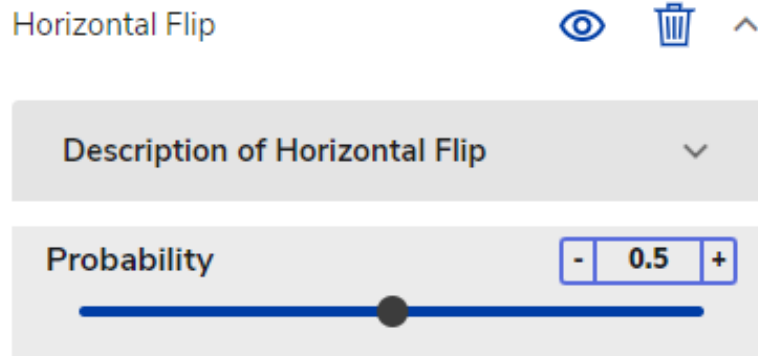 Horizontal Flip
Description of Horizontal Flip
Probability - 0.5 +